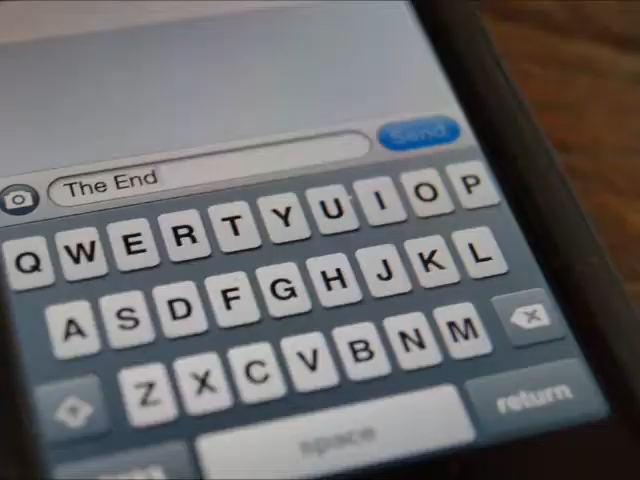 Send
The End
Q W E R T Y U I O P
A S D F G H J K L
Z X C V B N M
space return